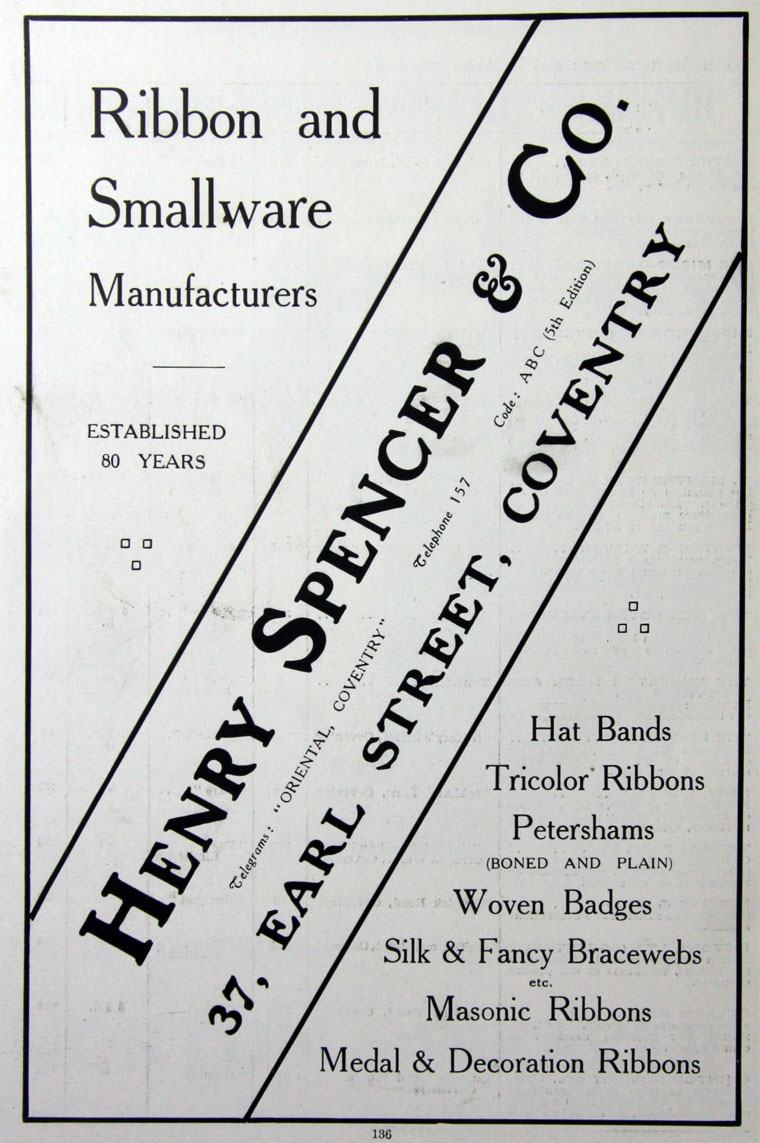 Ribbon and
Smallware
Manufacturers
ESTABLISHED
80 YEARS
HENRY SPENCER & CO.
Telegrams: "ORIENTAL, COVENTRY"
Telephone 157
Code: ABC (5th Edition)
37, EARL STREET, COVENTRY
Hat Bands
Tricolor Ribbons
Petershams
(BONED AND PLAIN)
Woven Badges
Silk & Fancy Bracewebs
etc.
Masonic Ribbons
Medal & Decoration Ribbons
136